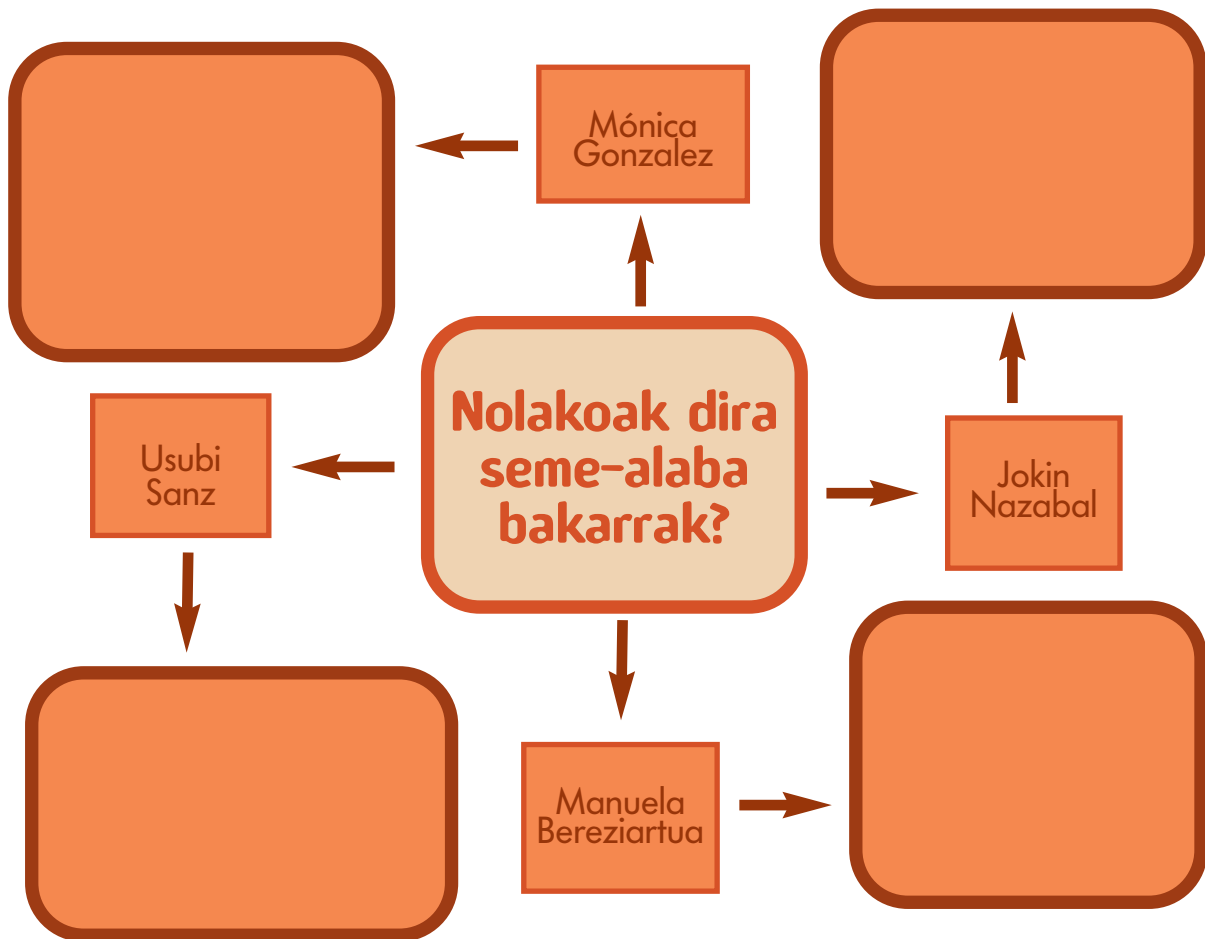 Mónica
Gonzalez
Nolakoak dira
seme-alaba
bakarrak?
Usubi
Sanz
Jokin
Nazabal
Manuela
Bereziartua